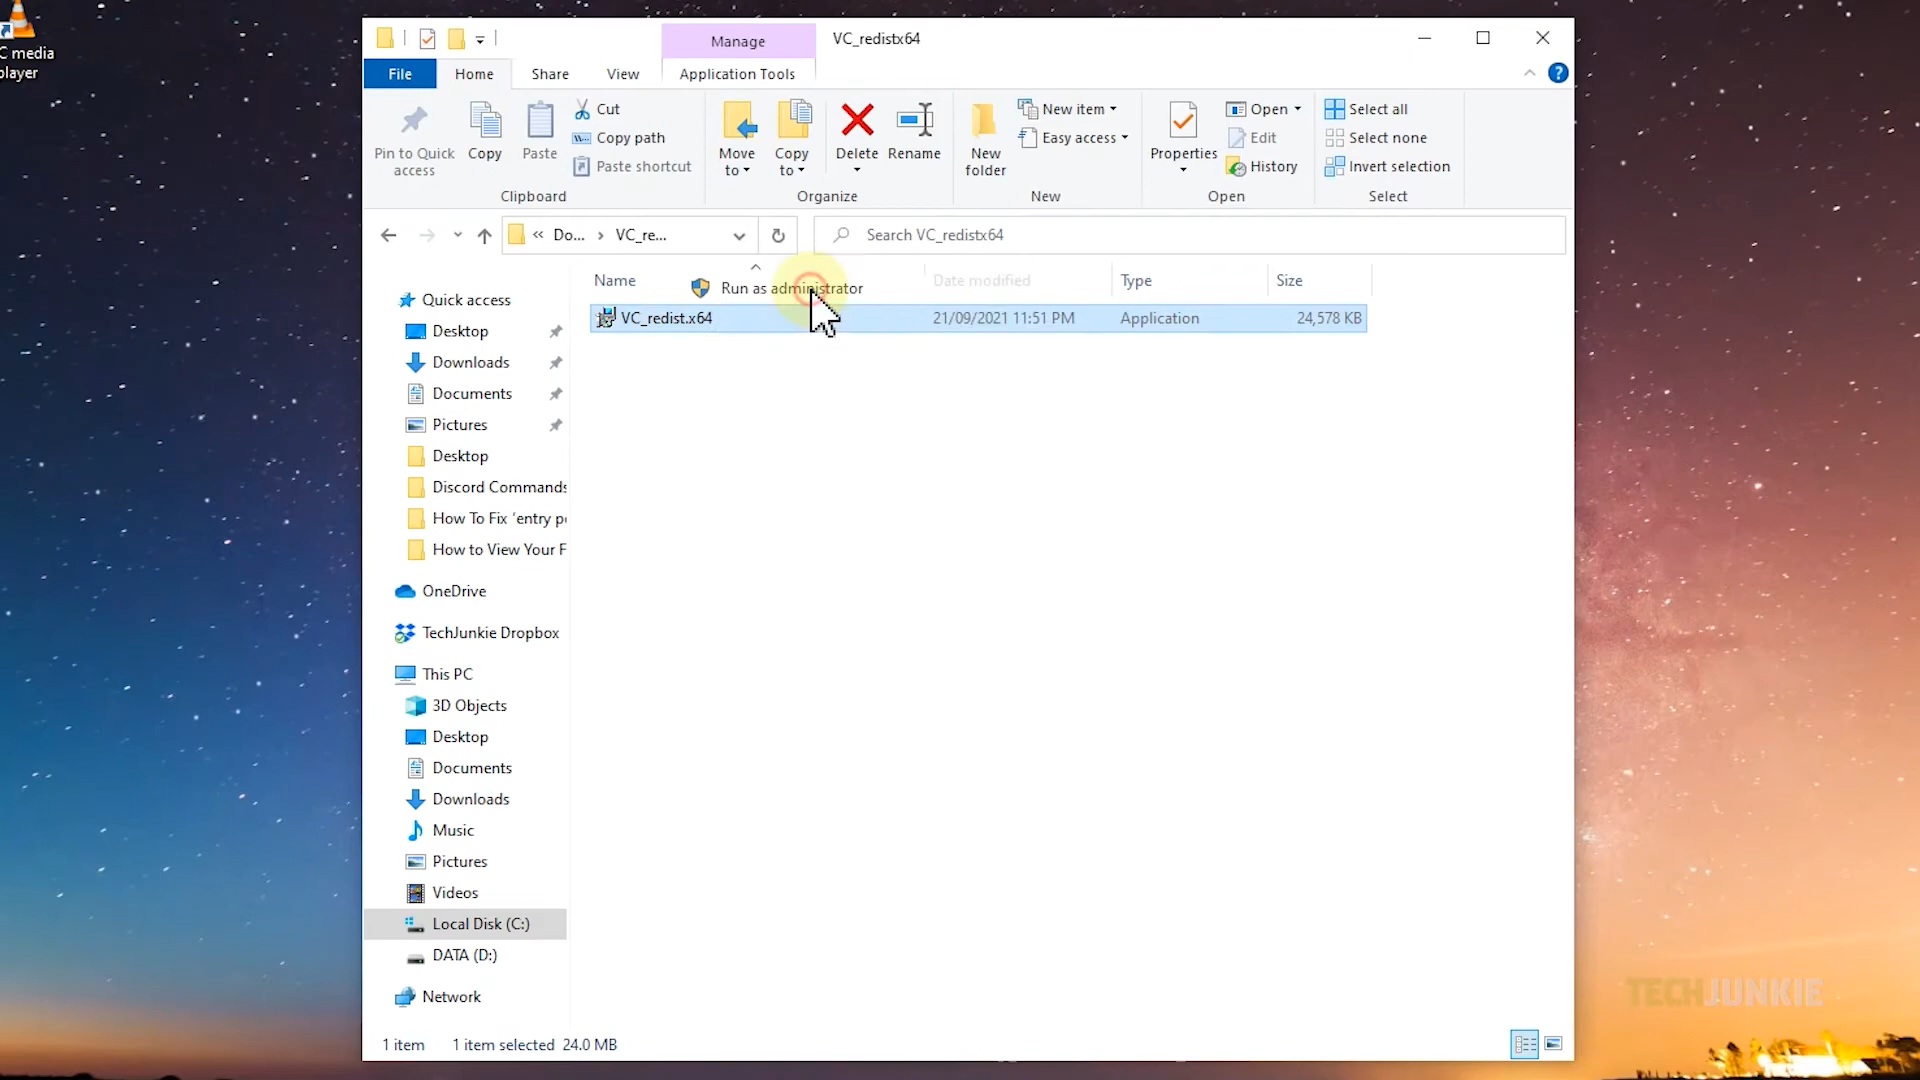 C media
player
Manage
VC_redistx64
File
Home
Share
View
Application Tools
Pin to Quick
access
Copy
Paste
Cut
Copy path
Paste shortcut
Clipboard
Move
to
Copy
to
Delete
Rename
Organize
New
folder
New item
Easy access
New
Properties
Open
Edit
History
Open
Select all
Select none
Invert selection
Select
« Do... › VC_re...
Search VC_redistx64
Name
Date modified
Type
Size
Run as administrator
VC_redist.x64
21/09/2021 11:51 PM
Application
24,578 KB
Quick access
Desktop
Downloads
Documents
Pictures
Desktop
Discord Commands
How To Fix ‘entry p
How to View Your F
OneDrive
TechJunkie Dropbox
This PC
3D Objects
Desktop
Documents
Downloads
Music
Pictures
Videos
Local Disk (C:)
DATA (D:)
Network
1 item
1 item selected 24.0 MB
TECHJUNKIE